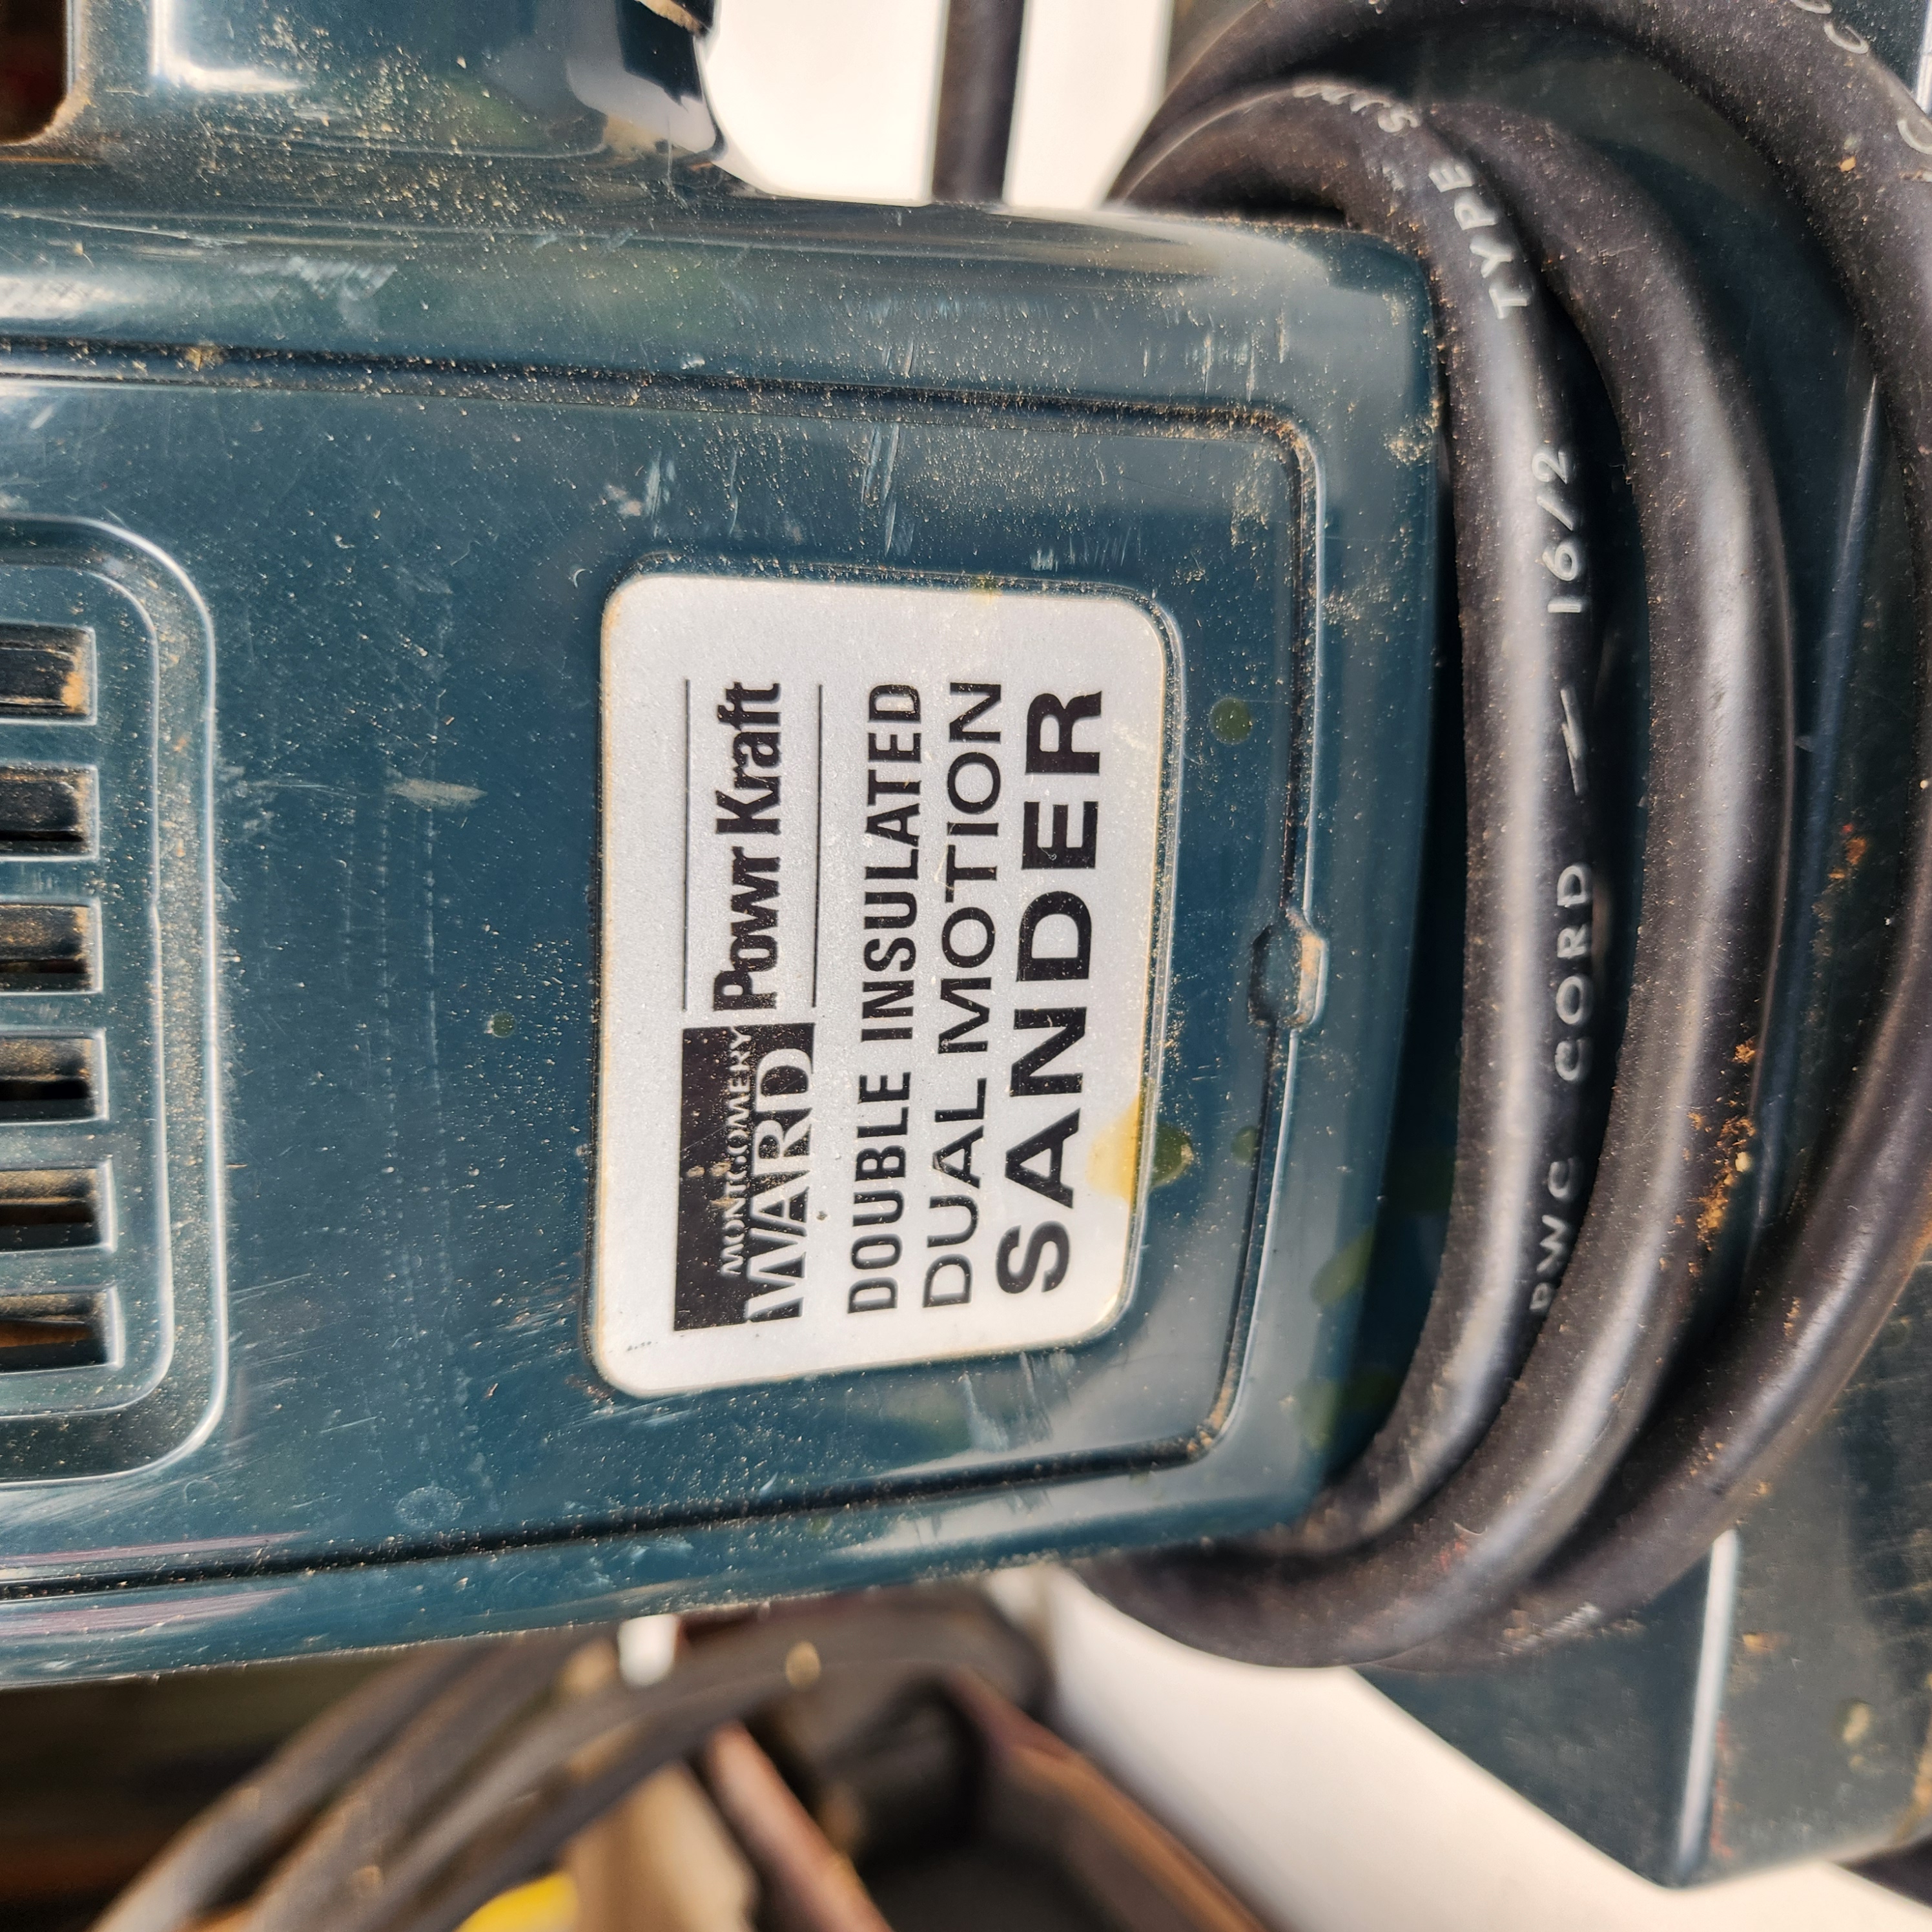 MONTGOMERY
WARD
Powr Kraft
DOUBLE INSULATED
DUAL MOTION
SANDER
PWC CORD - 16/2 TYPE